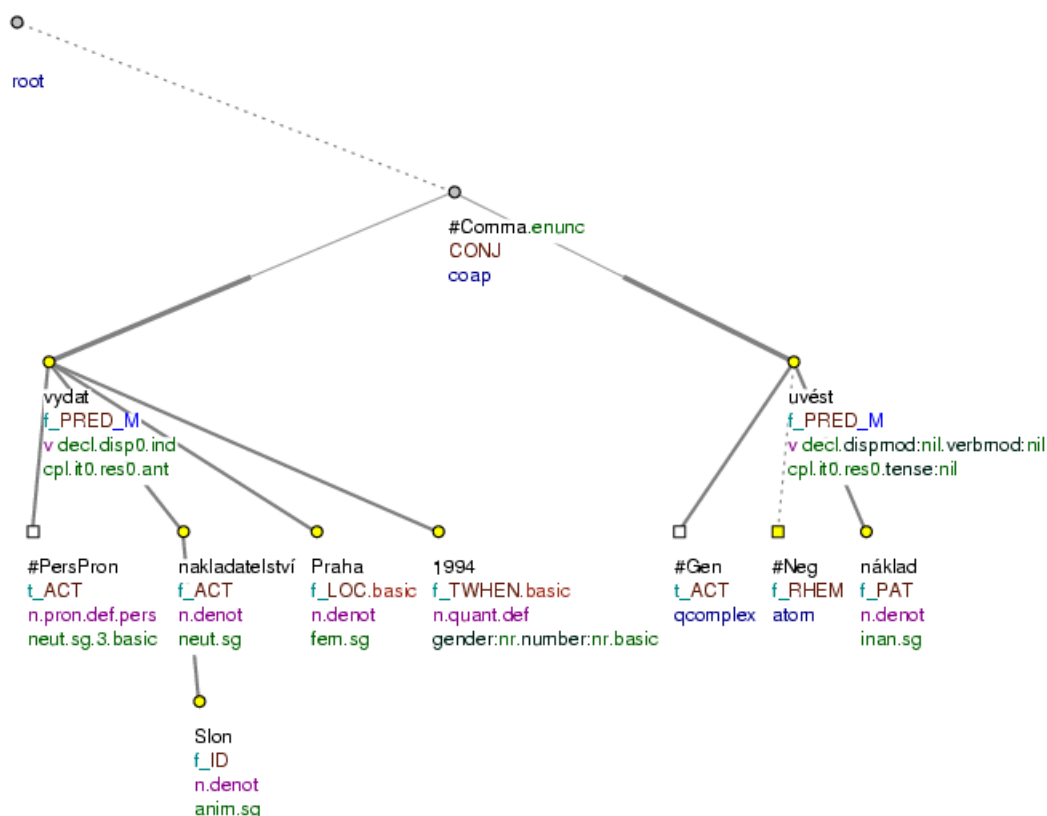 root
#Comma.enunc
CONJ
coap
vydat
f_PRED_M
v decl.disp0.ind
cpl.it0.res0.ant
uvést
f_PRED_M
v decl.dispmod:nil.verbmod:nil
cpl.it0.res0.tense:nil
#PersPron
t_ACT
n.pron.def.pers
neut.sg.3.basic
nakladatelství
f_ACT
n.denot
neut.sg
Praha
f_LOC.basic
n.denot
fem.sg
1994
f_TWHEN.basic
n.quant.def
gender:nr.number:nr.basic
#Gen
t_ACT
qcomplex
#Neg
f_RHEM
atom
náklad
f_PAT
n.denot
inan.sg
Slon
f_ID
n.denot
anim.sg